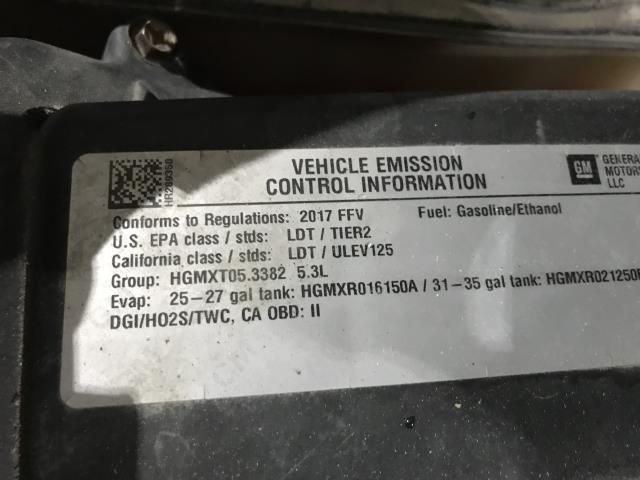 VEHICLE EMISSION
CONTROL INFORMATION
GM
GENERA
MOTORS
LLC
HR280350
Conforms to Regulations: 2017 FFV Fuel: Gasoline/Ethanol
U.S. EPA class / stds: LDT / TIER2
California class / stds: LDT / ULEV125
Group: HGMXT05.3382 5.3L
Evap: 25-27 gal tank: HGMXR016150A / 31-35 gal tank: HGMXR021250
DGI/HO2S/TWC, CA OBD: II